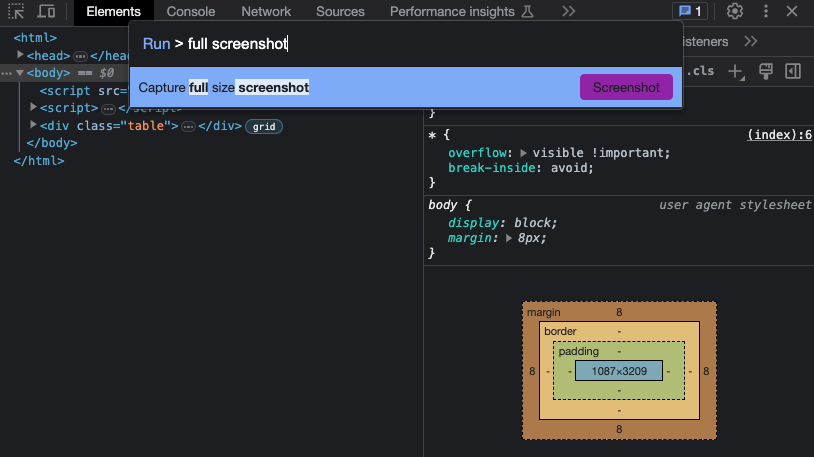 Elements Console Network Sources Performance insights 1
Run > full screenshot
Capture full size screenshot Screenshot
isteners
.cls
<html>
<head> </hea
<body> == $0
<script src="
<script> </script>
<div class="table"> </div> grid
</body>
</html>
}
* { (index):6
overflow: visible !important;
break-inside: avoid;
}
body { user agent stylesheet
display: block;
margin: 8px;
}
margin 8
border -
padding -
8 - - 1087×3209 - - 8
-
-
8